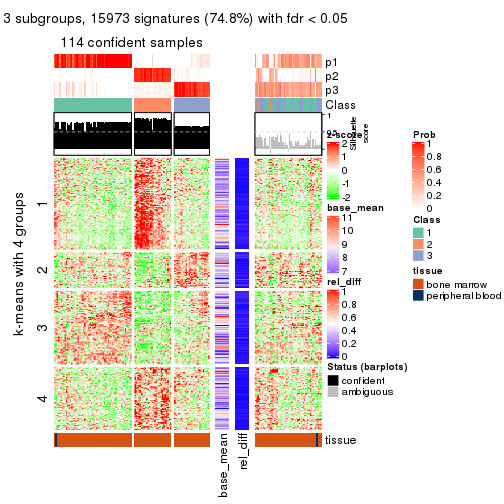 3 subgroups, 15973 signatures (74.8%) with fdr < 0.05
114 confident samples
p1
p2
p3
Class
1
0.5
Silhouette
score
k-means with 4 groups
1
2
3
4
base_mean
rel_diff
tissue
z-score
2
1
0
-1
-2
base_mean
11
10
9
8
7
rel_diff
1
0.8
0.6
0.4
0.2
0
Status (barplots)
confident
ambiguous
Prob
1
0.8
0.6
0.4
0.2
0
Class
1
2
3
tissue
bone marrow
peripheral blood